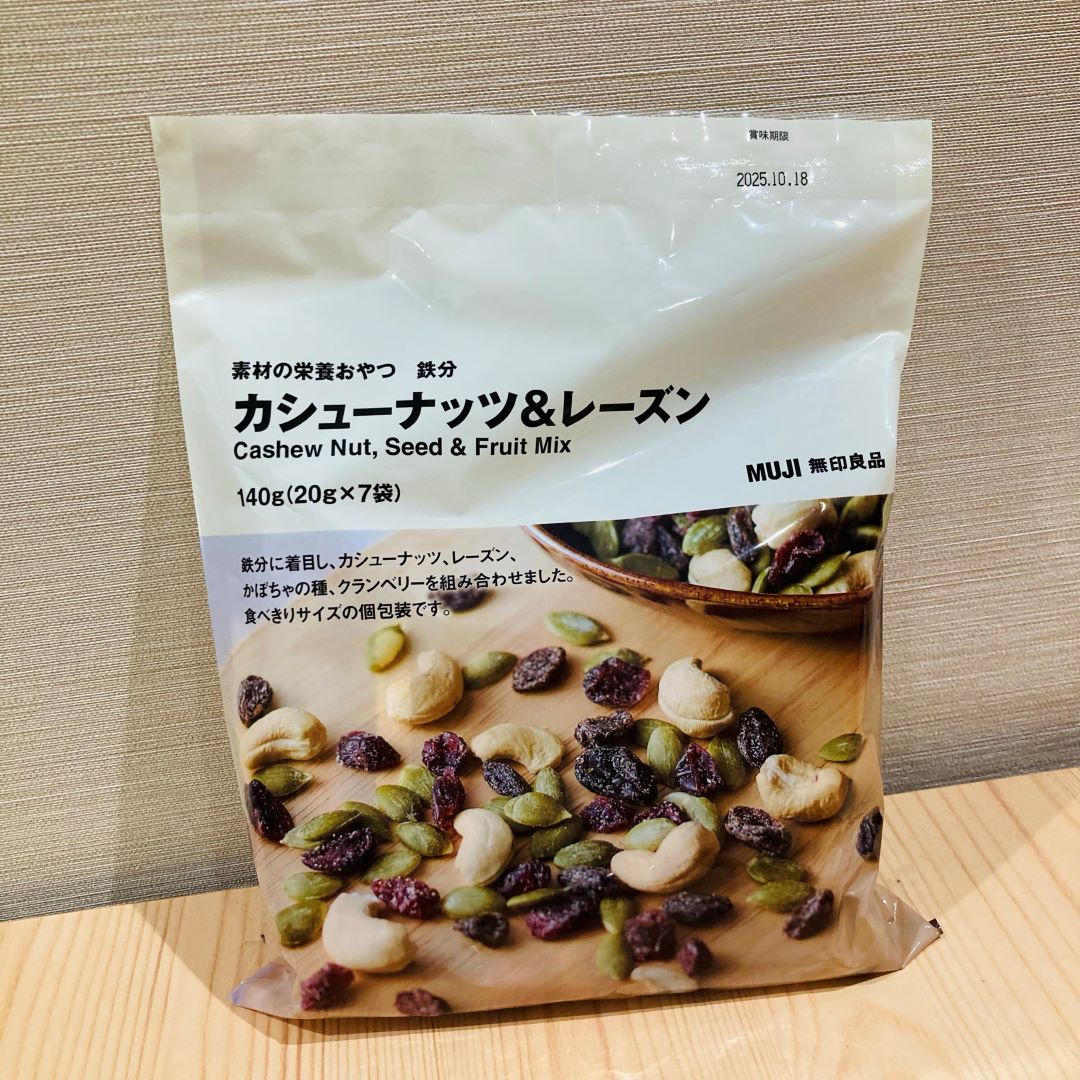 賞味期限
2025.10.18
素材の栄養おやつ 鉄分
カシューナッツ&レーズン
Cashew Nut, Seed & Fruit Mix
MUJI 無印良品
140g(20g×7袋)
鉄分に着目し、カシューナッツ、レーズン、
かぼちゃの種、クランベリーを組み合わせました。
食べきりサイズの個包装です。